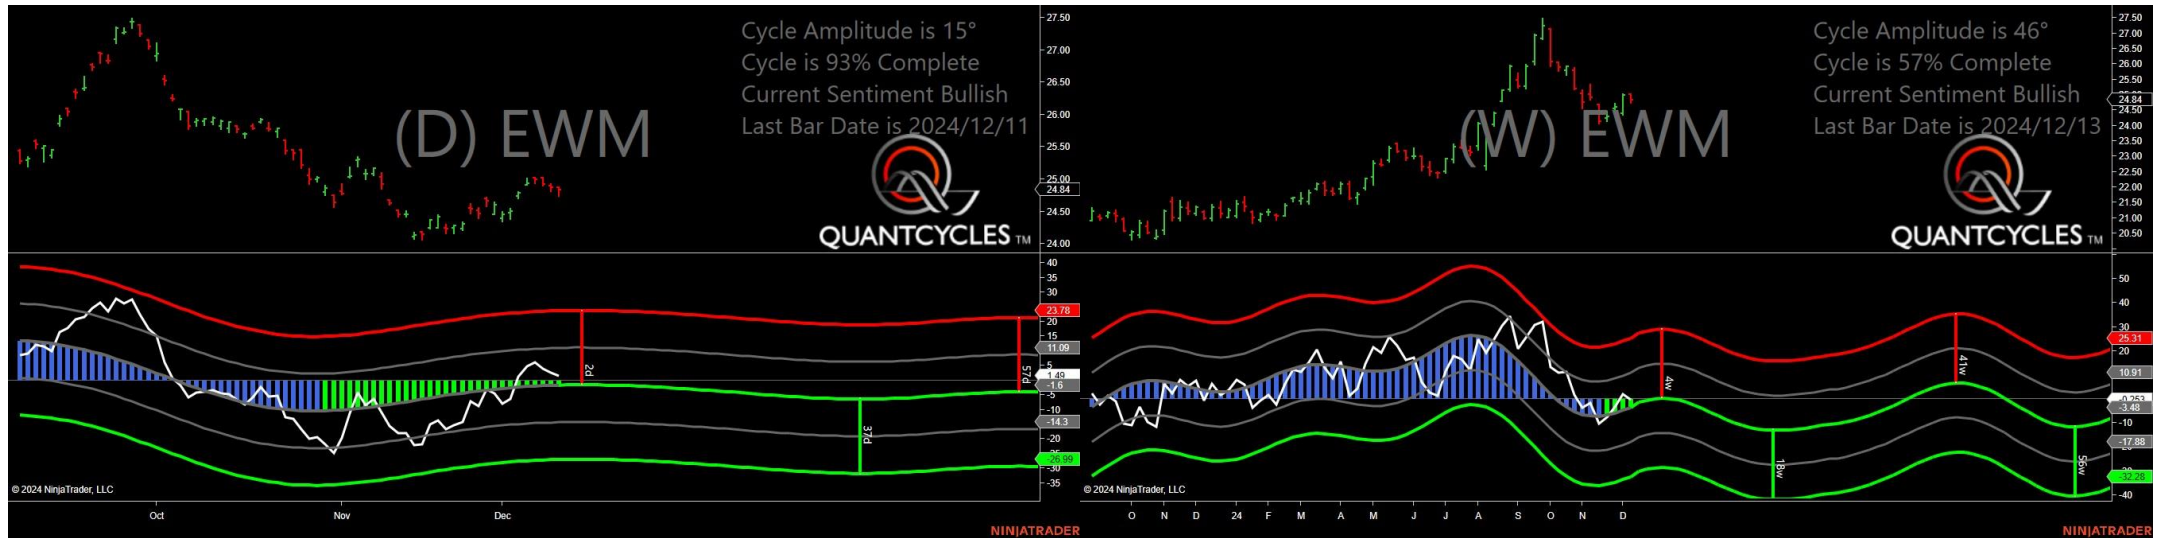 Cycle Amplitude is 15°
Cycle is 93% Complete
Current Sentiment Bullish
Last Bar Date is 2024/12/11
(D) EWM
QUANTCYCLES TM
27.50
27.00
26.50
26.00
25.50
25.00
24.84
24.50
24.00
40
35
30
23.78
20
15
11.09
5
1.49
-1.6
-5
-10
-14.3
-20
-26.99
-30
-35
2d
37d
57d
© 2024 NinjaTrader, LLC
Oct Nov Dec
NINJATRADER
Cycle Amplitude is 46°
Cycle is 57% Complete
Current Sentiment Bullish
Last Bar Date is 2024/12/13
(W) EWM
QUANTCYCLES TM
27.50
27.00
26.50
26.00
25.50
24.84
24.50
24.00
23.50
23.00
22.50
22.00
21.50
21.00
20.50
50
40
30
25.31
20
10.91
-0.253
-3.48
-10
-17.88
-32.28
-40
4w
18w
41w
56w
© 2024 NinjaTrader, LLC
O N D 24 F M A M J J A S O N D
NINJATRADER